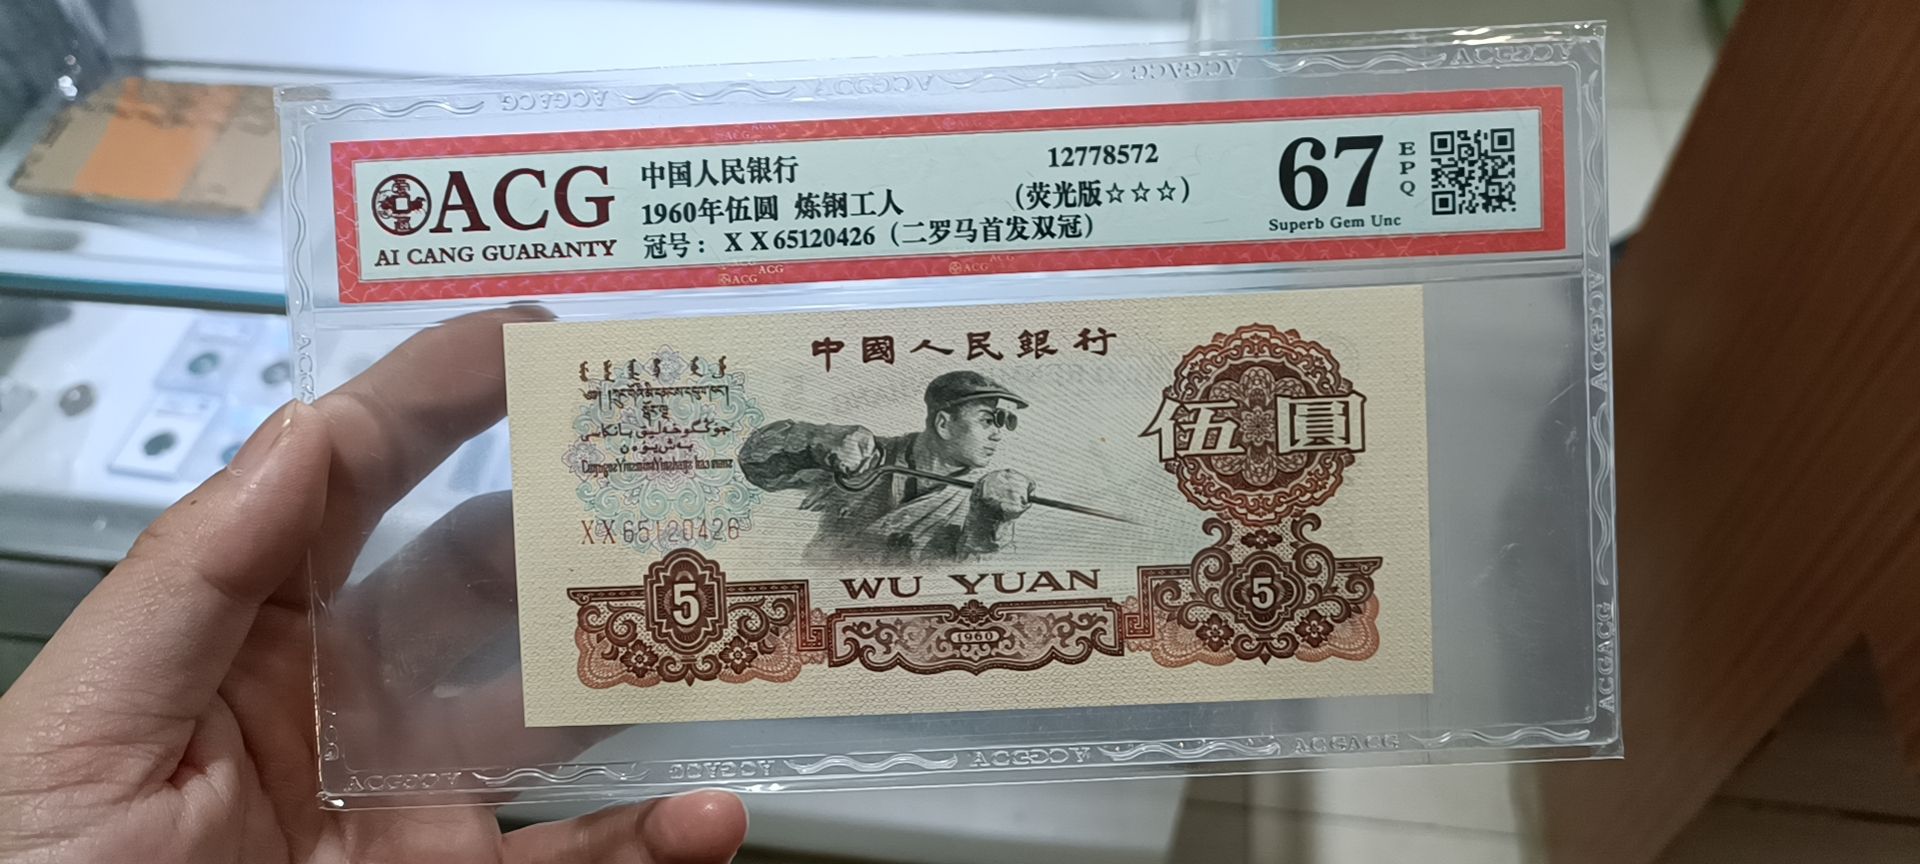 ACG
AI CANG GUARANTY
中国人民银行
12778572
1960年伍圆 炼钢工人
(荧光版☆☆☆)
冠号: XX65120426 (二罗马首发双冠)
67
EPQ
Superb Gem Unc
中國人民銀行
伍圓
XX65120426
WU YUAN
5
1960
5